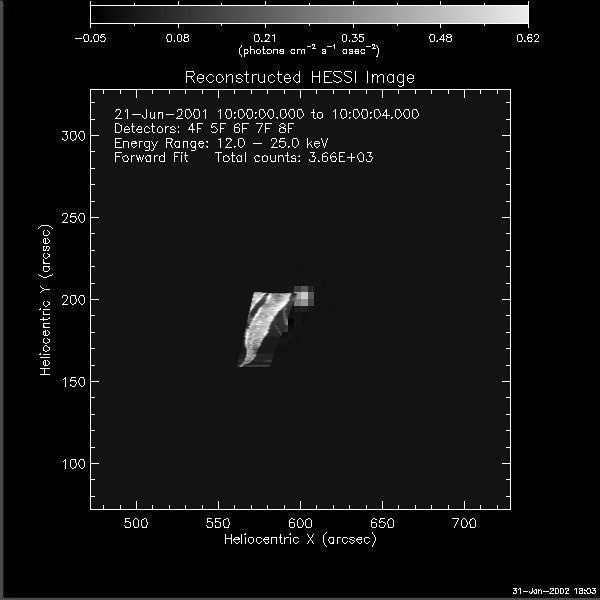 −0.05 0.08 0.21 0.35 0.48 0.62
(photons cm⁻² s⁻¹ asec⁻²)
Reconstructed HESSI Image
21−Jun−2001 10:00:00.000 to 10:00:04.000
Detectors: 4F 5F 6F 7F 8F
Energy Range: 12.0 − 25.0 keV
Forward Fit Total counts: 3.66E+03
300
250
200
150
100
Heliocentric Y (arcsec)
500 550 600 650 700
Heliocentric X (arcsec)
31−Jan−2002 18:03